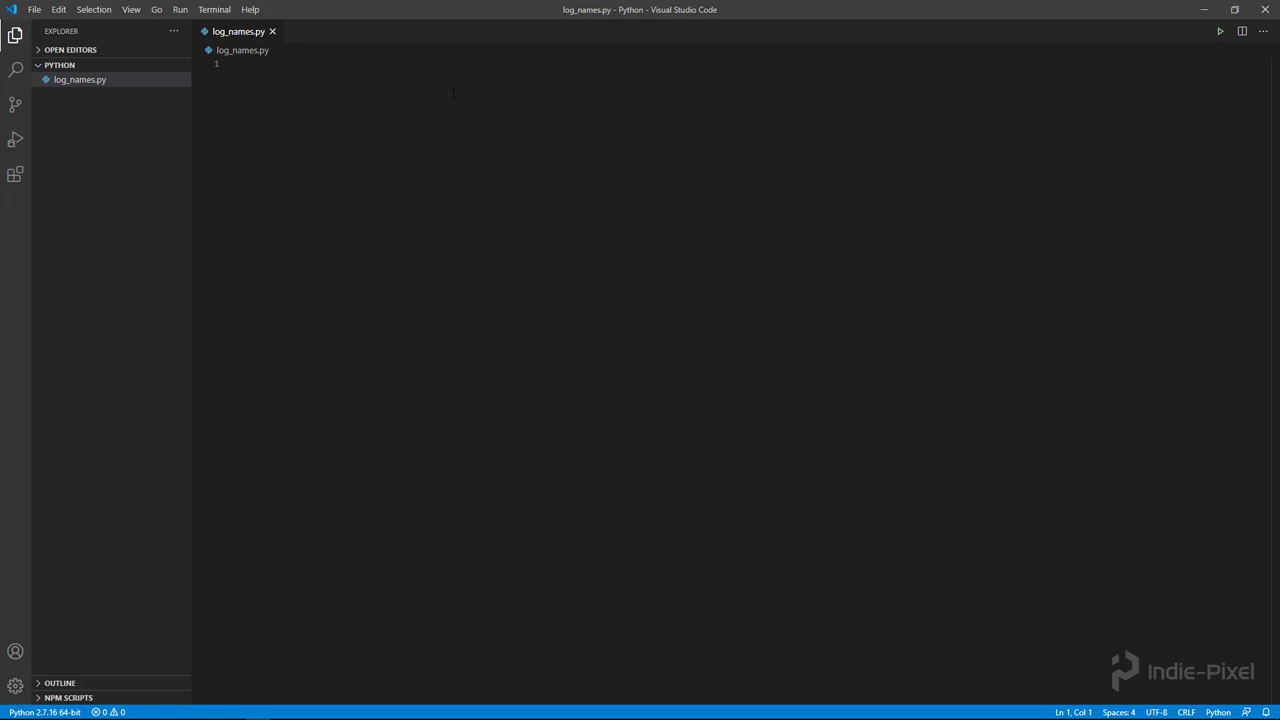 File Edit Selection View Go Run Terminal Help
log_names.py - Python - Visual Studio Code
EXPLORER
log_names.py
OPEN EDITORS
log_names.py
PYTHON
1
log_names.py
Indie-Pixel
OUTLINE
NPM SCRIPTS
Python 2.7.16 64-bit 0 0
Ln 1, Col 1 Spaces: 4 UTF-8 CRLF Python